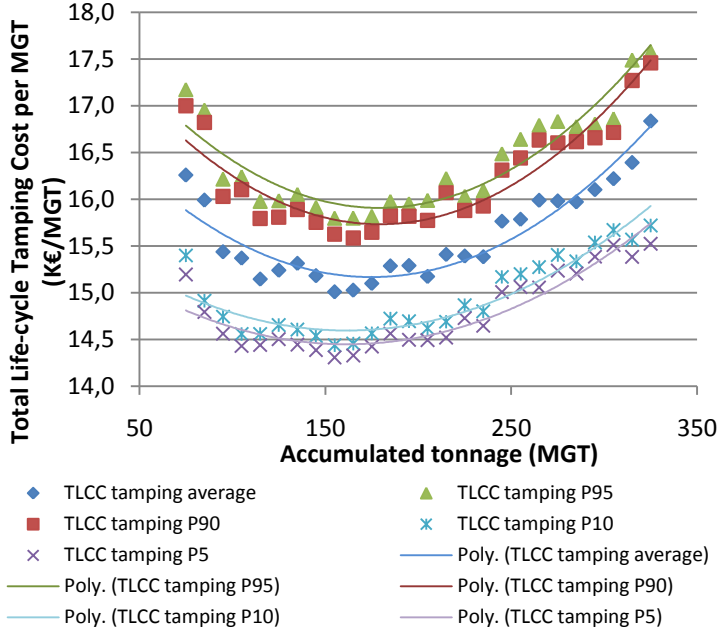 Total Life-cycle Tamping Cost per MGT
(K€/MGT)
18,0
17,5
17,0
16,5
16,0
15,5
15,0
14,5
14,0
50
150
250
350
Accumulated tonnage (MGT)
TLCC tamping average
TLCC tamping P95
TLCC tamping P90
TLCC tamping P10
TLCC tamping P5
Poly. (TLCC tamping average)
Poly. (TLCC tamping P95)
Poly. (TLCC tamping P90)
Poly. (TLCC tamping P10)
Poly. (TLCC tamping P5)